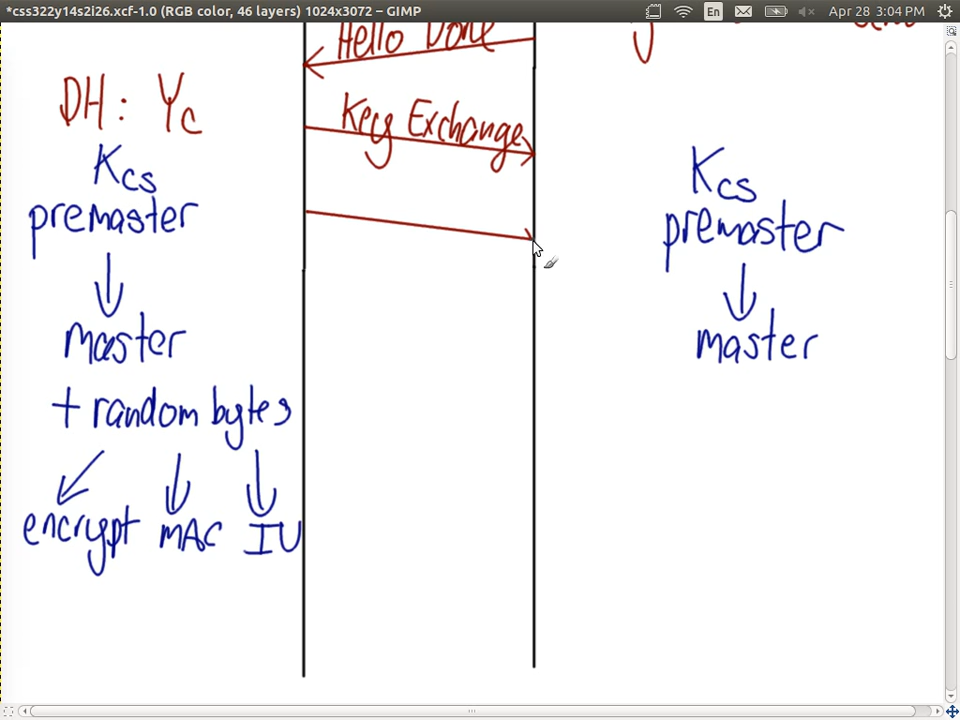 *css322y14s2i26.xcf-1.0 (RGB color, 46 layers) 1024x3072 – GIMP
En
Apr 28 3:04 PM
Hello Done
DH: Yc
Key Exchange
Kcs
premaster
master
+ random bytes
encrypt MAC IV
Kcs
premaster
master